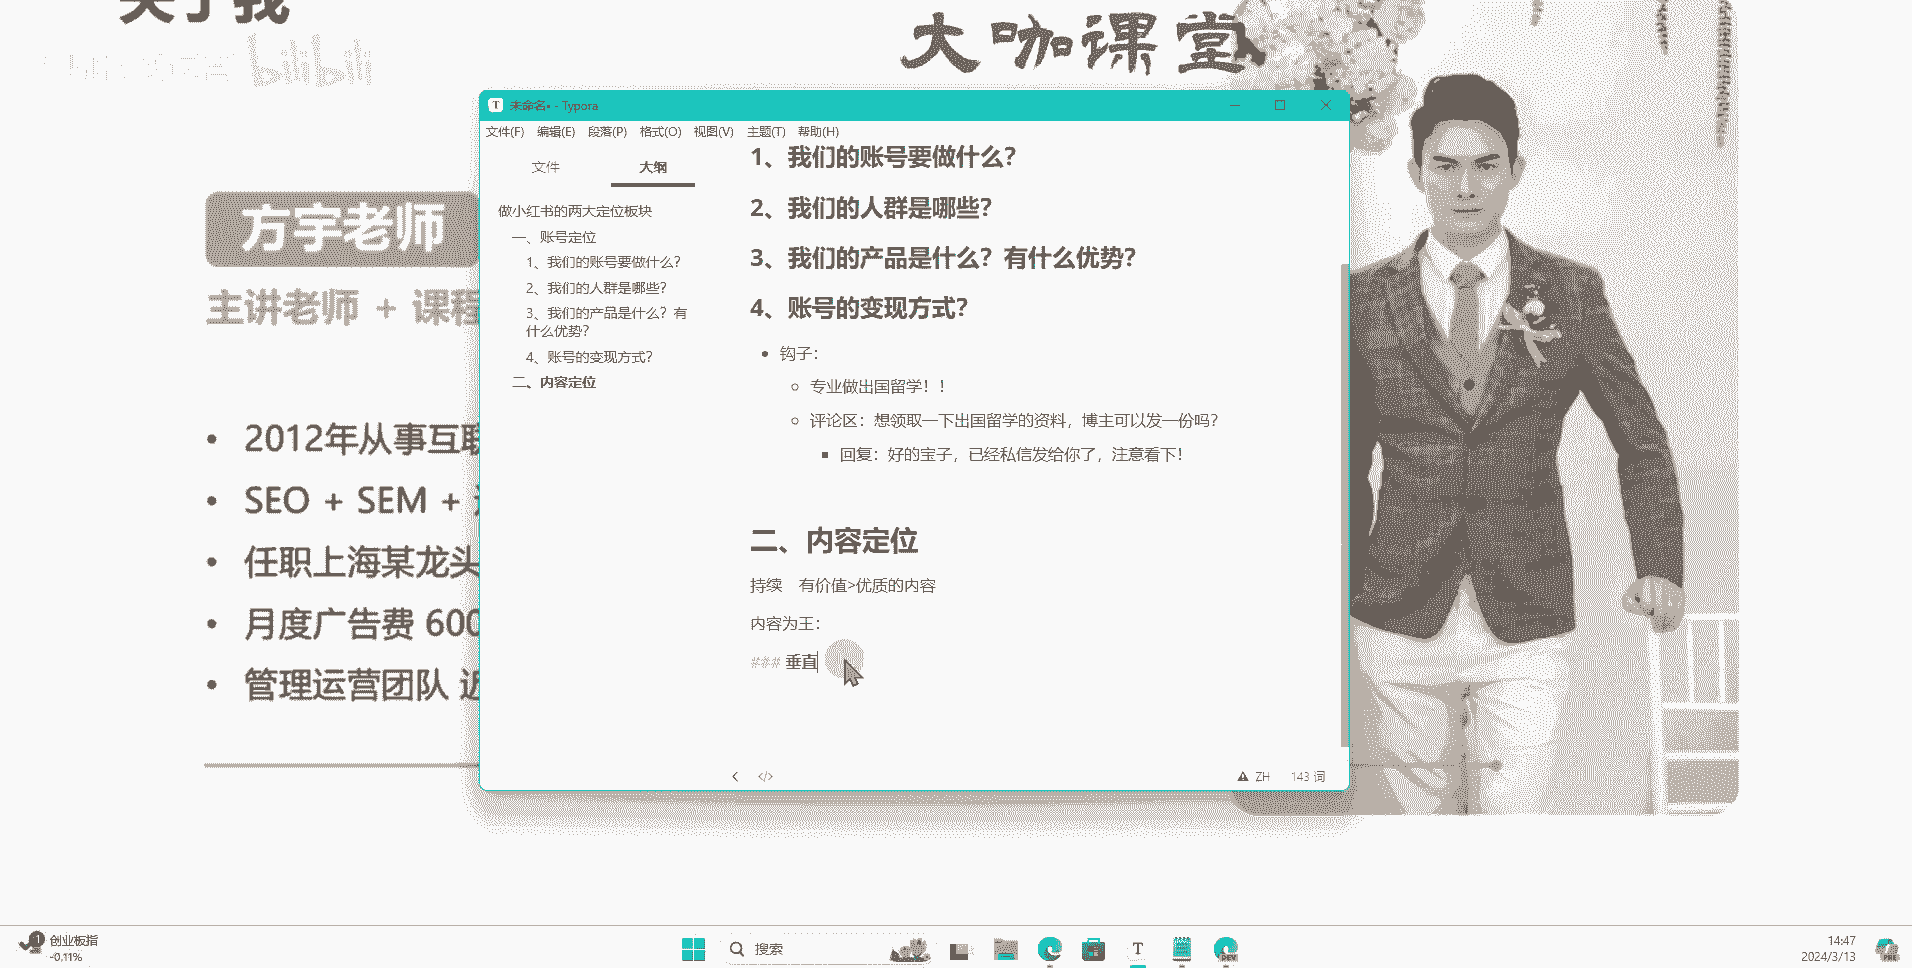 关于我
bilibili
大咖课堂
方宇老师
主讲老师 + 课程
2012年从事互联
SEO + SEM +
任职上海某龙头
月度广告费 600
管理运营团队 近
T 未命名• - Typora
文件(F) 编辑(E) 段落(P) 格式(O) 视图(V) 主题(T) 帮助(H)
文件 大纲
做小红书的两大定位板块
一、账号定位
1、我们的账号要做什么?
2、我们的人群是哪些?
3、我们的产品是什么? 有
什么优势?
4、账号的变现方式?
二、内容定位
1、我们的账号要做什么?
2、我们的人群是哪些?
3、我们的产品是什么? 有什么优势?
4、账号的变现方式?
钩子:
专业做出国留学! !
评论区: 想领取一下出国留学的资料, 博主可以发一份吗?
回复: 好的宝子, 已经私信发给你了, 注意看下!
二、内容定位
持续 有价值>优质的内容
内容为王:
### 垂直
</> ZH 143 词
1 创业板指
-0.11%
搜索
T
DEV
14:47
2024/3/13
PRE